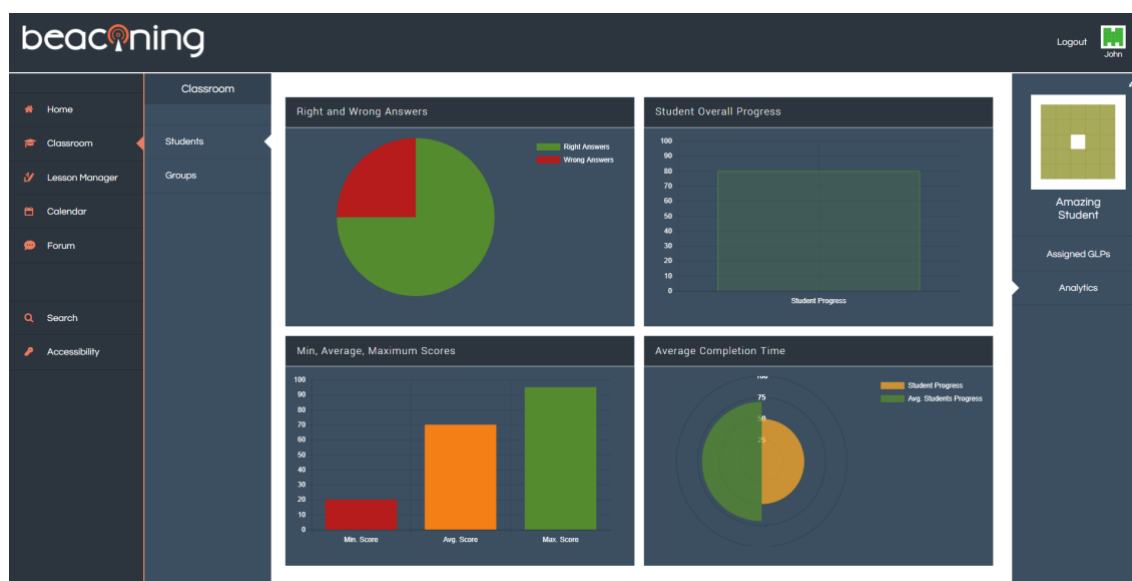 beaconing
Logout
John
Home
Classroom
Lesson Manager
Calendar
Forum
Search
Accessibility
Classroom
Students
Groups
Right and Wrong Answers
Right Answers
Wrong Answers
Student Overall Progress
100
90
80
70
60
50
40
30
20
10
0
Student Progress
Min, Average, Maximum Scores
100
90
80
70
60
50
40
30
20
10
0
Min. Score
Avg. Score
Max. Score
Average Completion Time
100
75
50
25
Student Progress
Avg. Students Progress
Amazing
Student
Assigned GLPs
Analytics